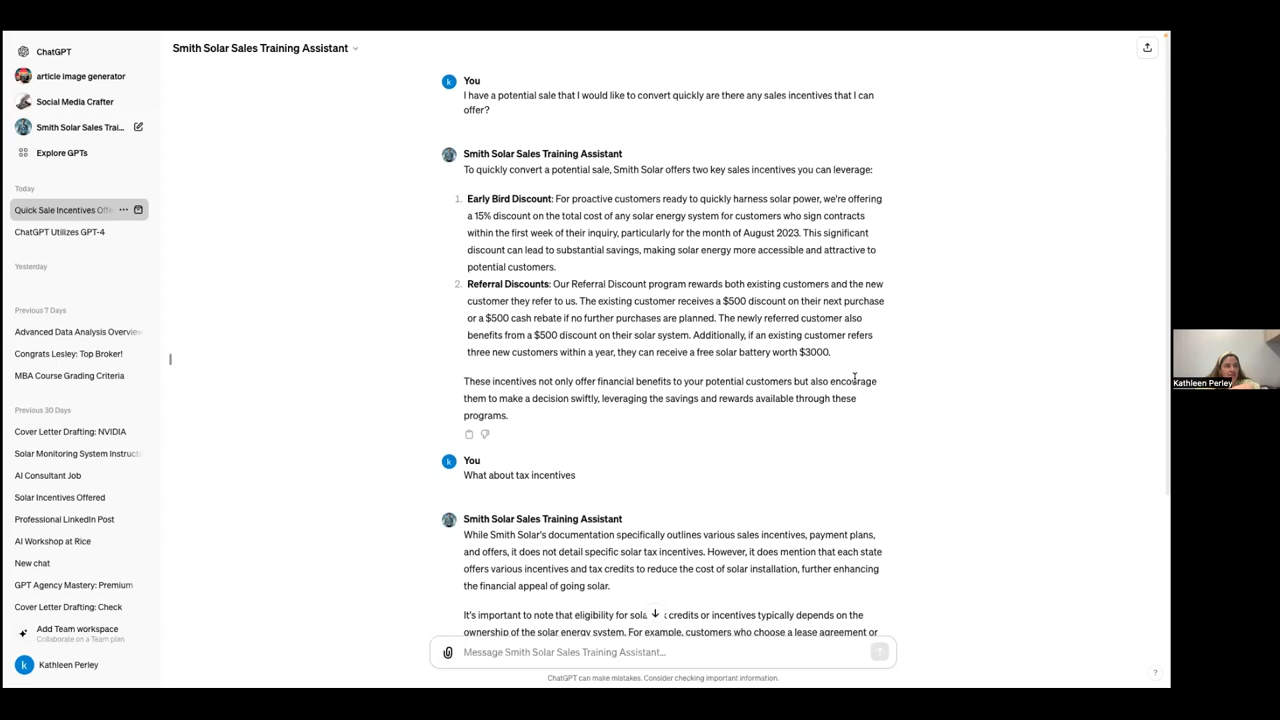 ChatGPT
article image generator
Social Media Crafter
Smith Solar Sales Trai...
Explore GPTs
Today
Quick Sale Incentives Offe
ChatGPT Utilizes GPT-4
Yesterday
Previous 7 Days
Advanced Data Analysis Overview
Congrats Lesley: Top Broker!
MBA Course Grading Criteria
Previous 30 Days
Cover Letter Drafting: NVIDIA
Solar Monitoring System Instruct
AI Consultant Job
Solar Incentives Offered
Professional LinkedIn Post
AI Workshop at Rice
New chat
GPT Agency Mastery: Premium
Cover Letter Drafting: Check
Add Team workspace
Collaborate on a Team plan
k Kathleen Perley
Smith Solar Sales Training Assistant
k You
I have a potential sale that I would like to convert quickly are there any sales incentives that I can
offer?
Smith Solar Sales Training Assistant
To quickly convert a potential sale, Smith Solar offers two key sales incentives you can leverage:
1. Early Bird Discount: For proactive customers ready to quickly harness solar power, we're offering
a 15% discount on the total cost of any solar energy system for customers who sign contracts
within the first week of their inquiry, particularly for the month of August 2023. This significant
discount can lead to substantial savings, making solar energy more accessible and attractive to
potential customers.
2. Referral Discounts: Our Referral Discount program rewards both existing customers and the new
customer they refer to us. The existing customer receives a $500 discount on their next purchase
or a $500 cash rebate if no further purchases are planned. The newly referred customer also
benefits from a $500 discount on their solar system. Additionally, if an existing customer refers
three new customers within a year, they can receive a free solar battery worth $3000.
These incentives not only offer financial benefits to your potential customers but also encourage
them to make a decision swiftly, leveraging the savings and rewards available through these
programs.
k You
What about tax incentives
Smith Solar Sales Training Assistant
While Smith Solar's documentation specifically outlines various sales incentives, payment plans,
and offers, it does not detail specific solar tax incentives. However, it does mention that each state
offers various incentives and tax credits to reduce the cost of solar installation, further enhancing
the financial appeal of going solar.
It's important to note that eligibility for sola x credits or incentives typically depends on the
ownership of the solar energy system. For example, customers who choose a lease agreement or
Message Smith Solar Sales Training Assistant...
ChatGPT can make mistakes. Consider checking important information.
?
Kathleen Perley